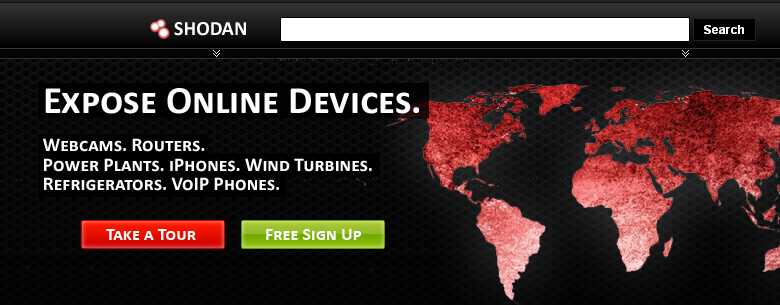 SHODAN
Search
EXPOSE ONLINE DEVICES.
WEBCAMS. ROUTERS.
POWER PLANTS. IPHONES. WIND TURBINES.
REFRIGERATORS. VOIP PHONES.
TAKE A TOUR
FREE SIGN UP